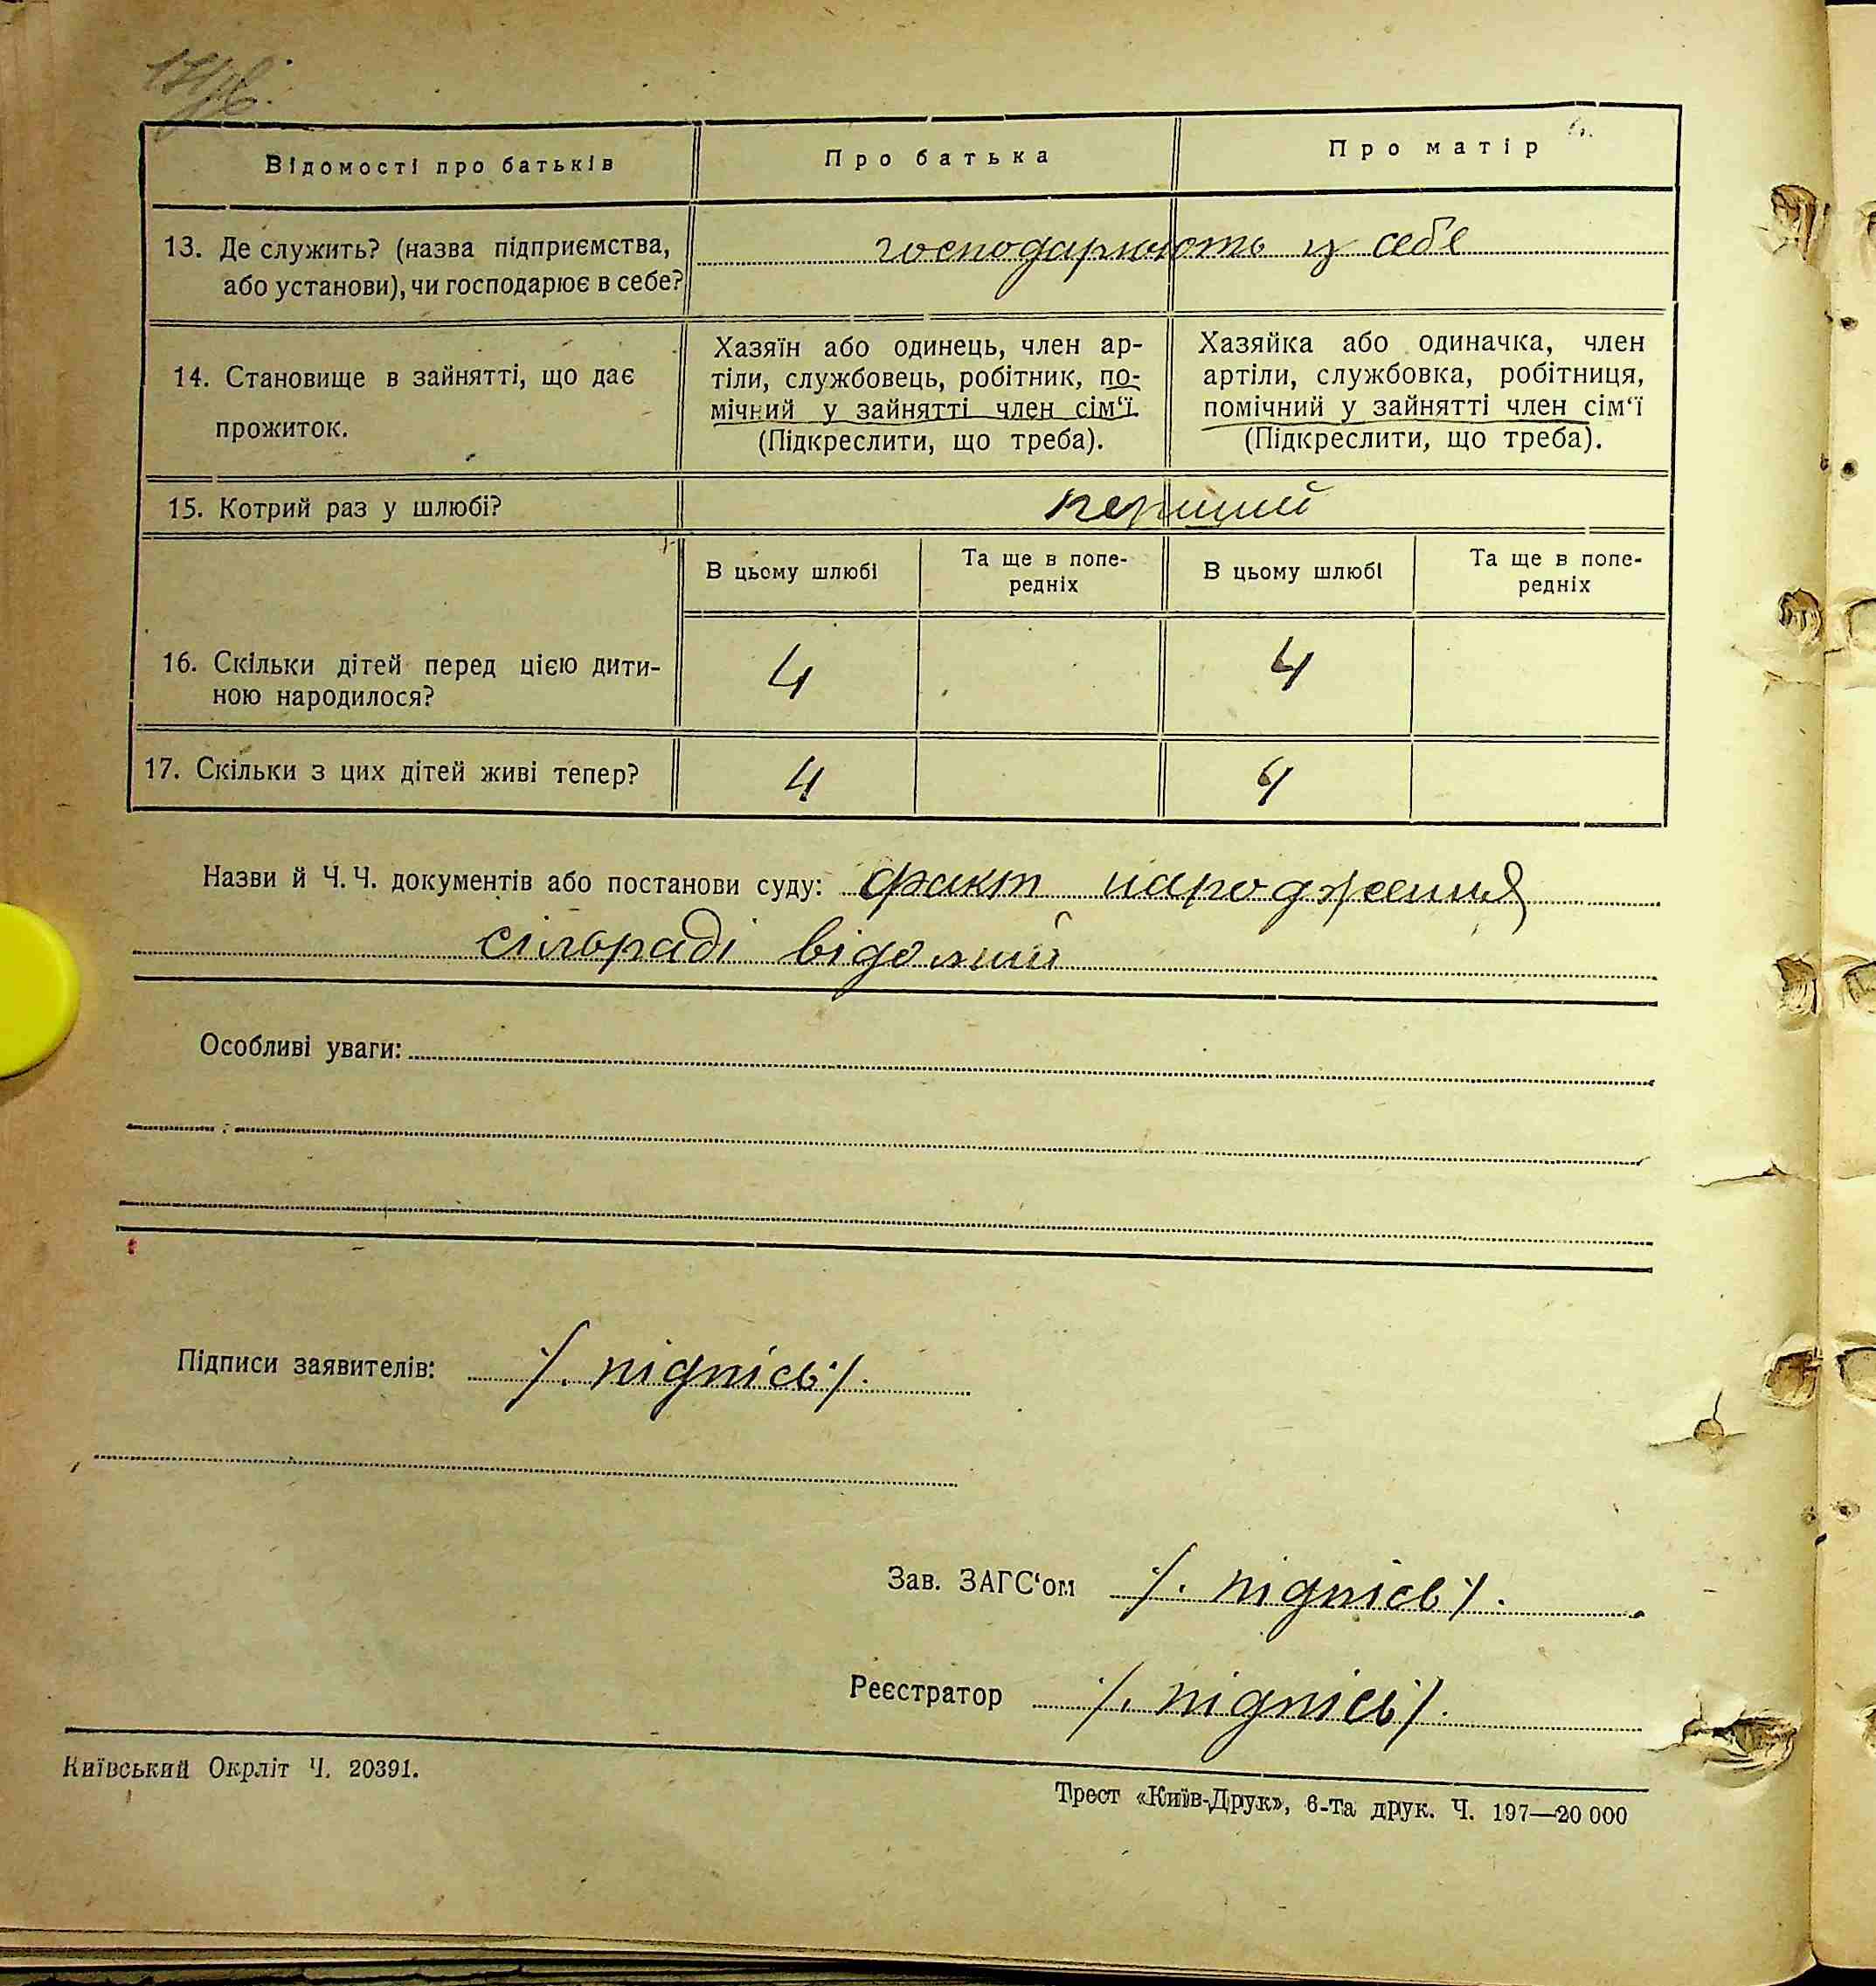 Відомості про батьків Про батька Про матір
13. Де служить? (назва підприємства, або установи), чи господарює в себе? господарюють у себе
14. Становище в зайнятті, що дає прожиток.
Хазяїн або одинець, член ар-
тіли, службовець, робітник, по-
мічний у зайнятті член сім‘ї
(Підкреслити, що треба).
Хазяйка або одиначка, член
артіли, службовка, робітниця,
помічний у зайнятті член сім‘ї
(Підкреслити, що треба).
15. Котрий раз у шлюбі? перший
В цьому шлюбі Та ще в попе-
редніх В цьому шлюбі Та ще в попе-
редніх
16. Скільки дітей перед цією дити-
ною народилося? 4 4
17. Скільки з цих дітей живі тепер? 4 4
Назви й Ч. Ч. документів або постанови суду: факт народження
сільраді відомий
Особливі уваги:
Підписи заявителів: /. підпісь/.
Зав. ЗАГС‘ом /. підпісь/.
Реєстратор /. підпісь/.
Київський Окрліт Ч. 20391.
Трест «Київ-Друк», 6-та друк. Ч. 197—20 000